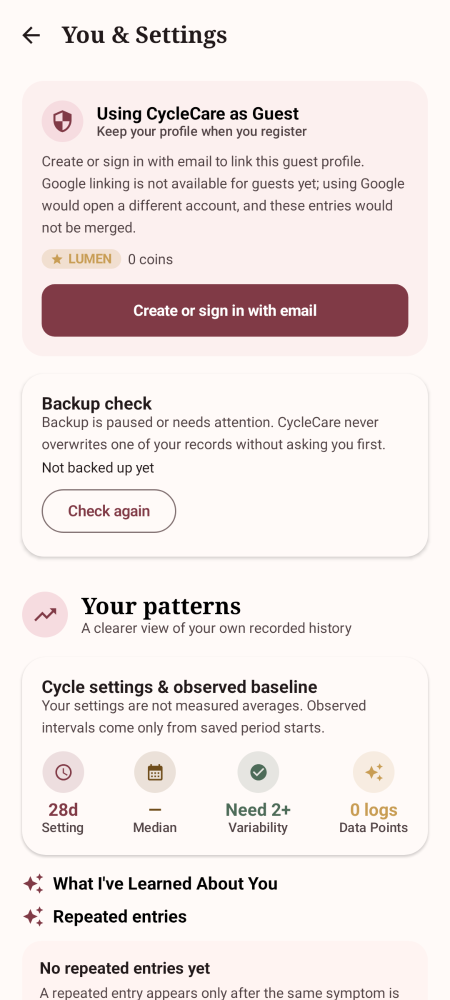 You & Settings
Using CycleCare as Guest
Keep your profile when you register
Create or sign in with email to link this guest profile.
Google linking is not available for guests yet; using Google
would open a different account, and these entries would
not be merged.
LUMEN 0 coins
Create or sign in with email
Backup check
Backup is paused or needs attention. CycleCare never
overwrites one of your records without asking you first.
Not backed up yet
Check again
Your patterns
A clearer view of your own recorded history
Cycle settings & observed baseline
Your settings are not measured averages. Observed
intervals come only from saved period starts.
28d – Need 2+ 0 logs
Setting Median Variability Data Points
What I've Learned About You
Repeated entries
No repeated entries yet
A repeated entry appears only after the same symptom is